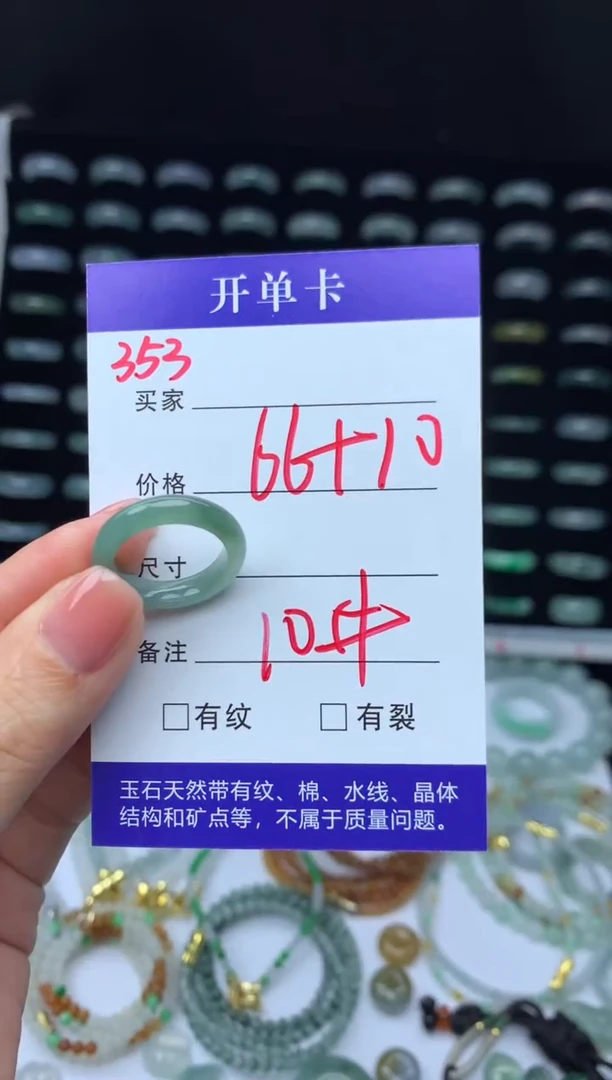 开单卡
353
买家
价格 66+10
尺寸
备注 10中
□有纹 □有裂
玉石天然带有纹、棉、水线、晶体
结构和矿点等，不属于质量问题。